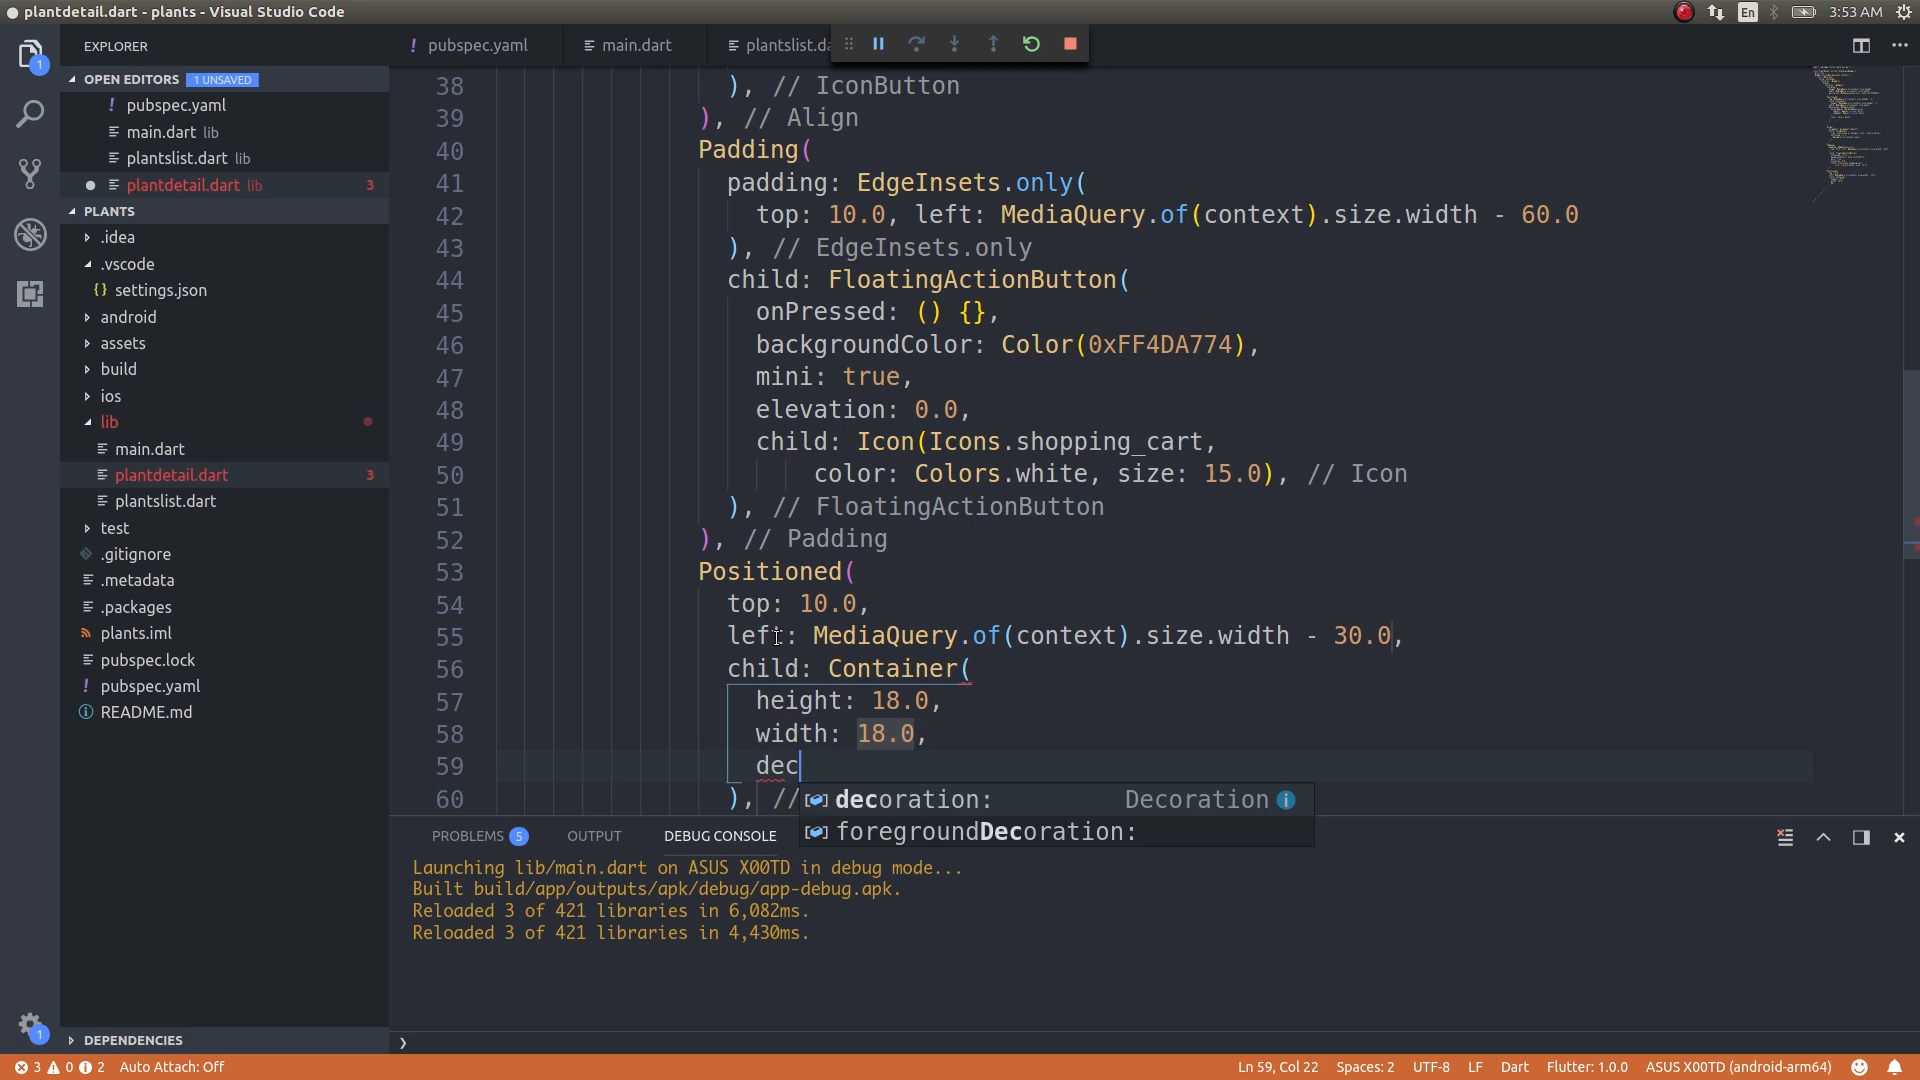 plantdetail.dart - plants - Visual Studio Code
En
3:53 AM
EXPLORER
OPEN EDITORS 1 UNSAVED
! pubspec.yaml
main.dart lib
plantslist.dart lib
plantdetail.dart lib 3
PLANTS
.idea
.vscode
{} settings.json
android
assets
build
ios
lib
main.dart
plantdetail.dart 3
plantslist.dart
test
.gitignore
.metadata
.packages
plants.iml
pubspec.lock
! pubspec.yaml
README.md
DEPENDENCIES
1
1
! pubspec.yaml
main.dart
plantslist.da
38 ), // IconButton
39 ), // Align
40 Padding(
41 padding: EdgeInsets.only(
42 top: 10.0, left: MediaQuery.of(context).size.width - 60.0
43 ), // EdgeInsets.only
44 child: FloatingActionButton(
45 onPressed: () {},
46 backgroundColor: Color(0xFF4DA774),
47 mini: true,
48 elevation: 0.0,
49 child: Icon(Icons.shopping_cart,
50 color: Colors.white, size: 15.0), // Icon
51 ), // FloatingActionButton
52 ), // Padding
53 Positioned(
54 top: 10.0,
55 left: MediaQuery.of(context).size.width - 30.0,
56 child: Container(
57 height: 18.0,
58 width: 18.0,
59 dec
60 ), //
decoration: Decoration
foregroundDecoration:
PROBLEMS 5 OUTPUT DEBUG CONSOLE
Launching lib/main.dart on ASUS X00TD in debug mode...
Built build/app/outputs/apk/debug/app-debug.apk.
Reloaded 3 of 421 libraries in 6,082ms.
Reloaded 3 of 421 libraries in 4,430ms.
3 0 2 Auto Attach: Off
Ln 59, Col 22 Spaces: 2 UTF-8 LF Dart Flutter: 1.0.0 ASUS X00TD (android-arm64)